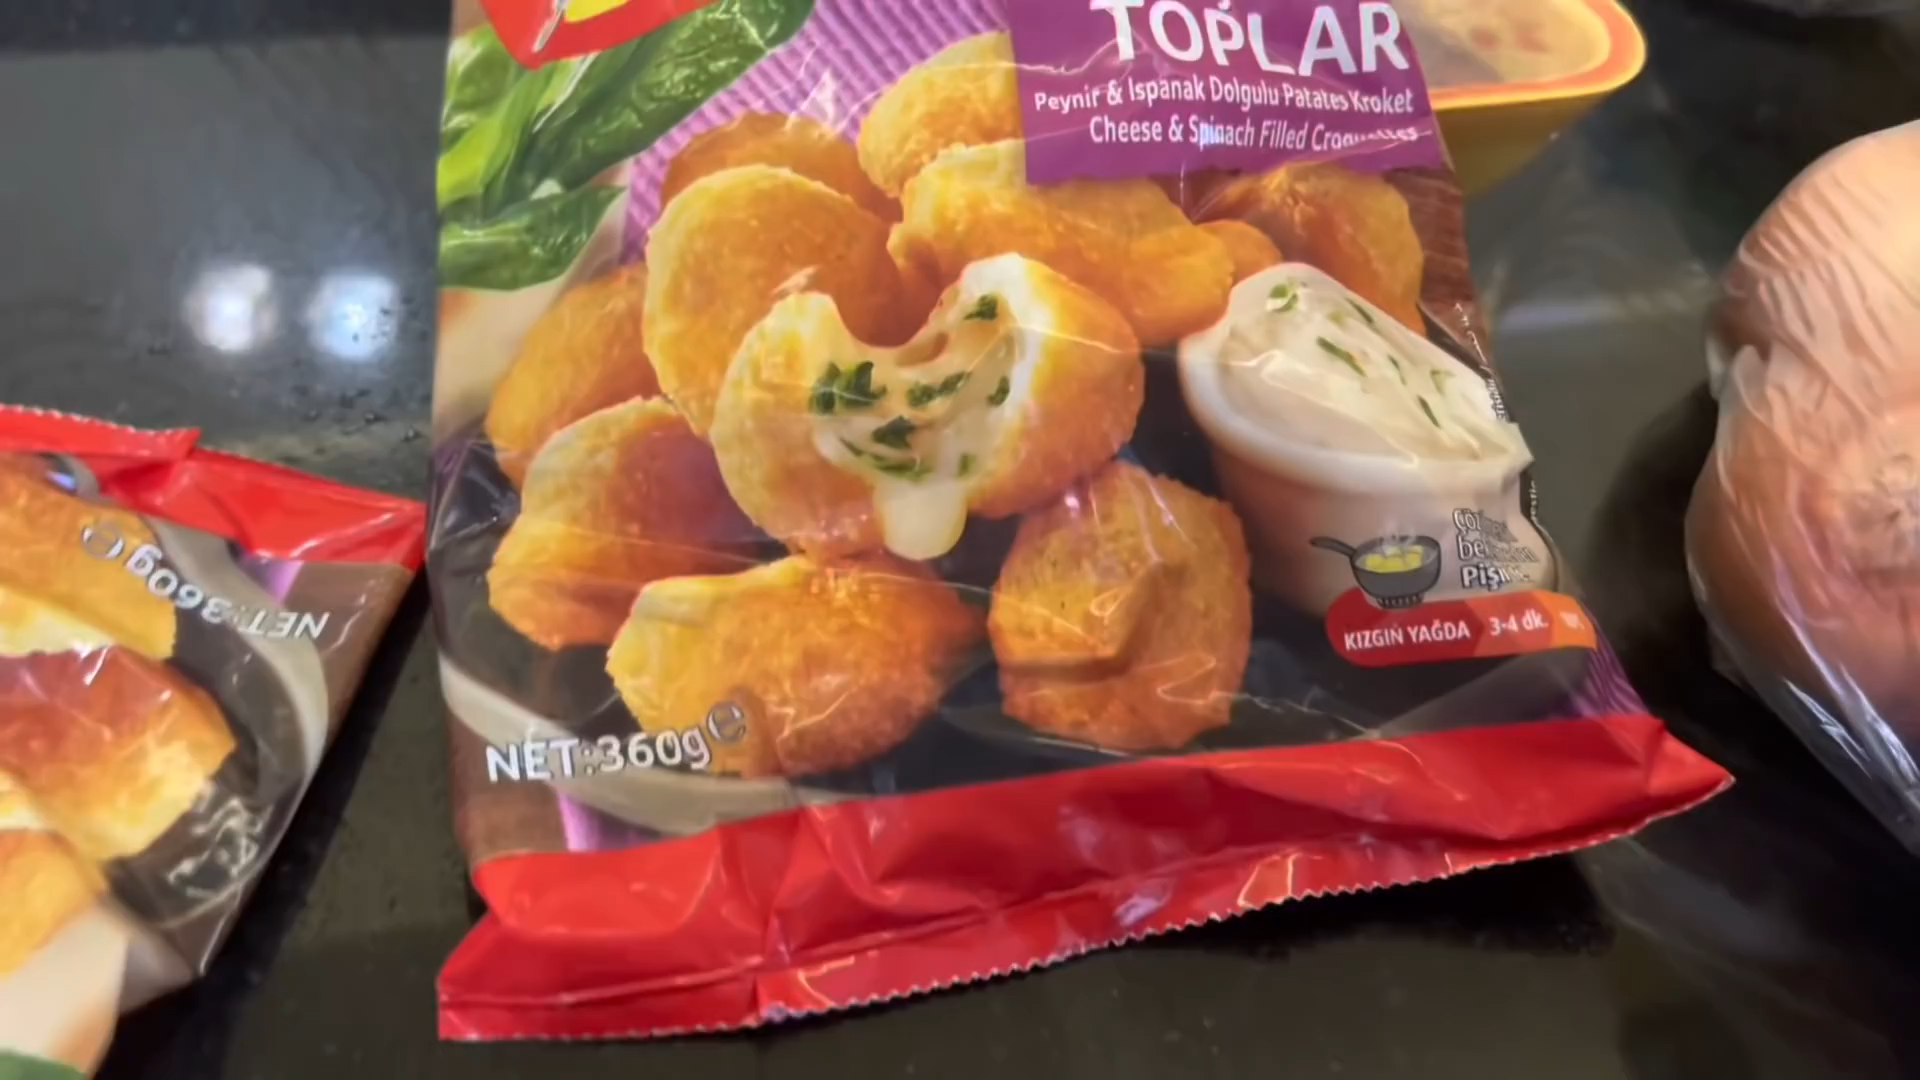 TOPLAR
Peynir & Ispanak Dolgulu Patates Kroket
Cheese & Spinach Filled Croquettes
Pişir
KIZGIN YAĞDA 3-4 dk.
NET:360g e
NET:360g e